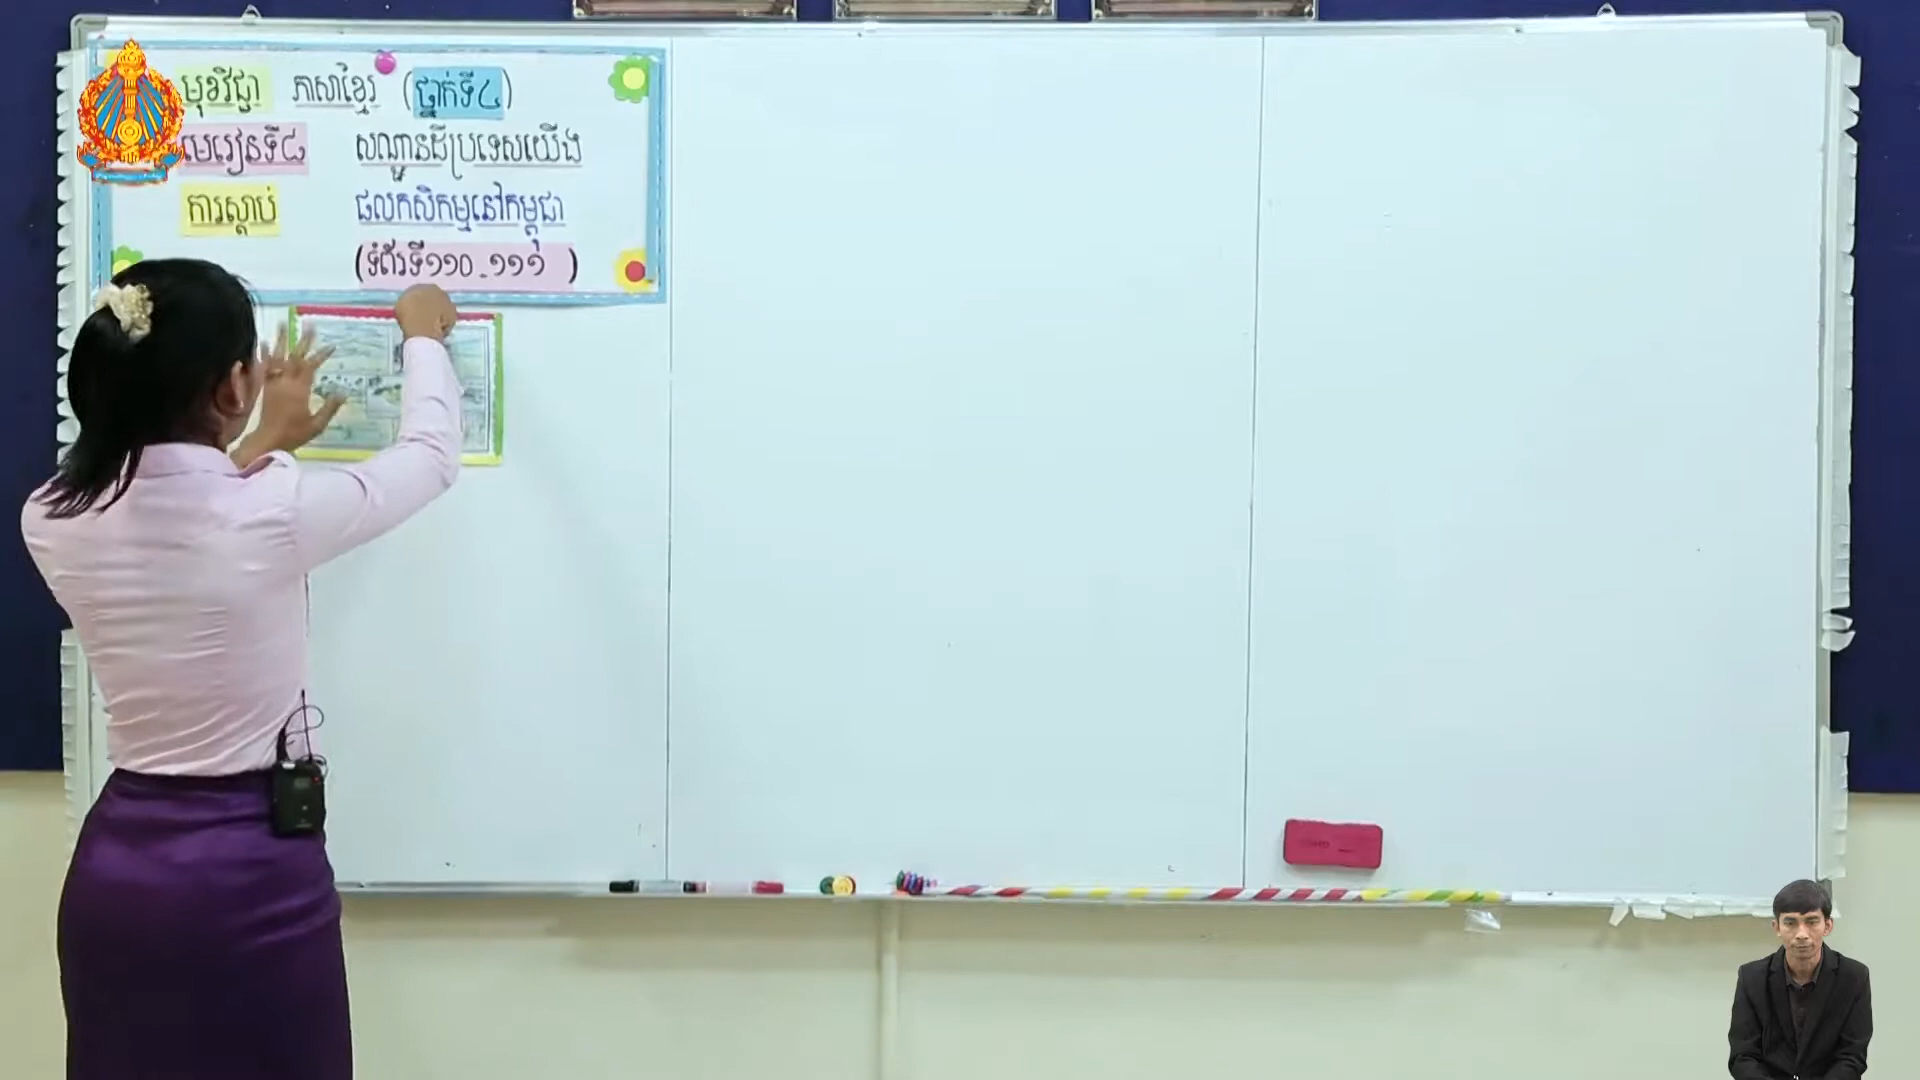 មុខវិជ្ជា ភាសាខ្មែរ (ថ្នាក់ទី៤)
មេរៀនទី៨ សណ្ឋានដីប្រទេសយើង
ការស្តាប់ ផលកសិកម្មនៅកម្ពុជា
(ទំព័រទី១១០-១១១ )